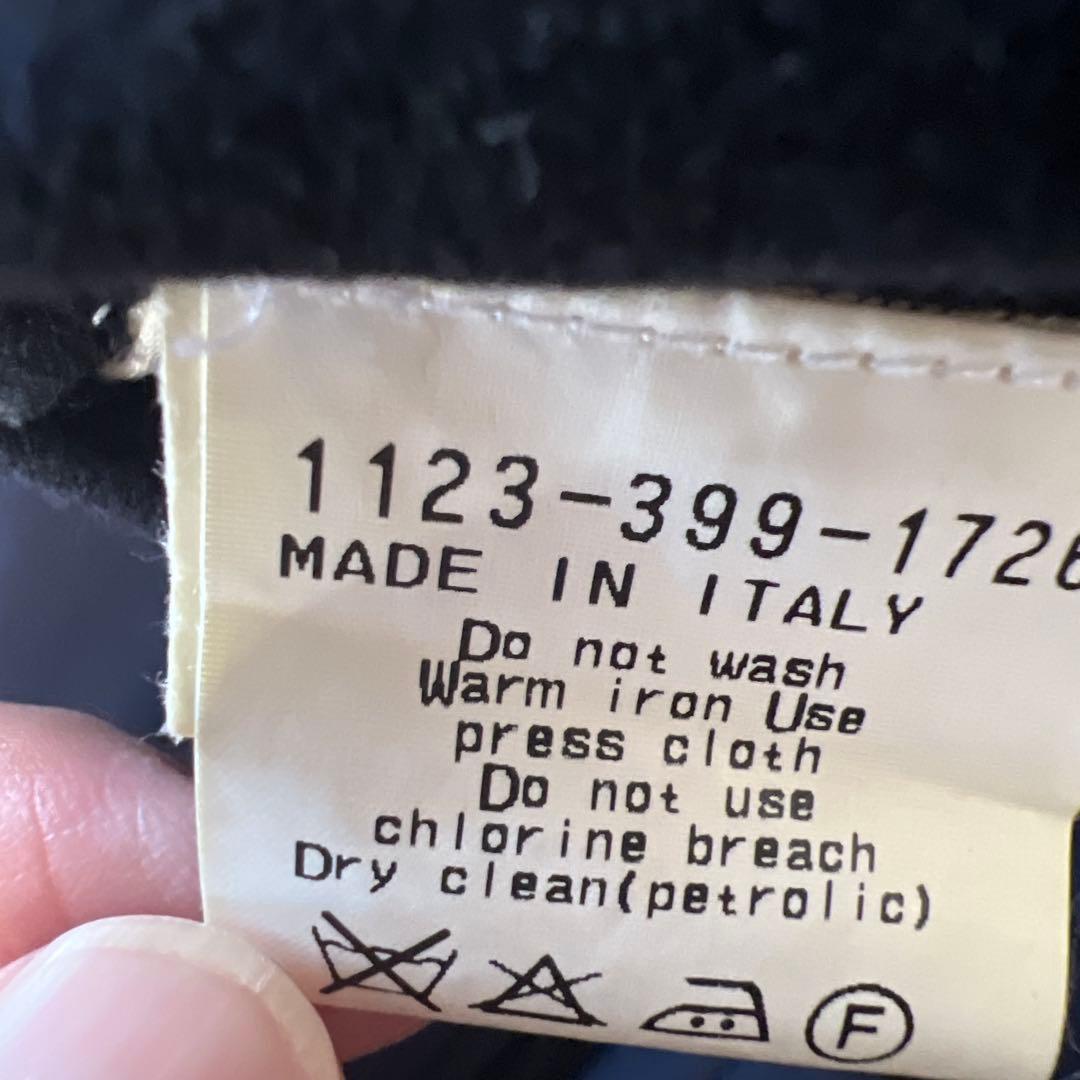 1123-399-1726
MADE IN ITALY
Do not wash
Warm iron Use
press cloth
Do not use
chlorine breach
Dry clean(petrolic)
F